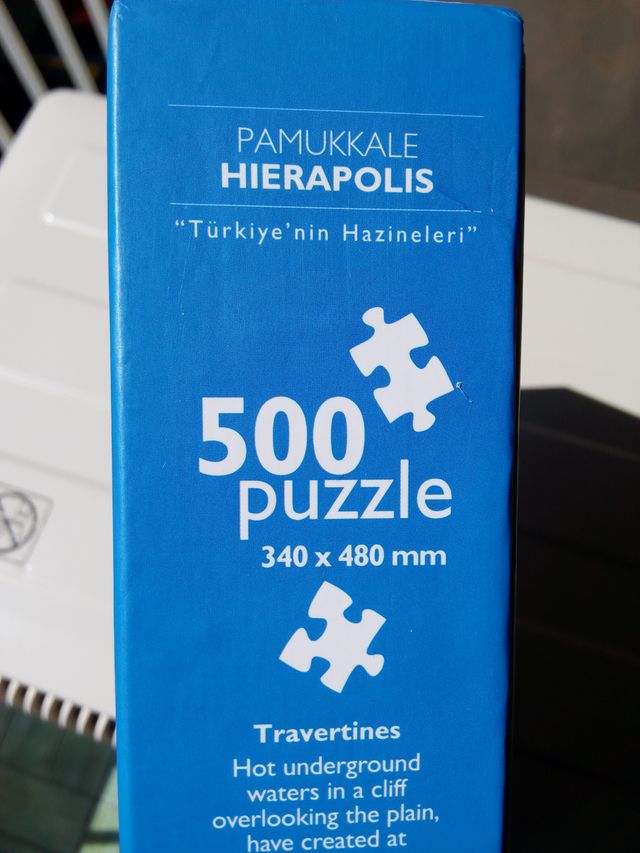 PAMUKKALE
HIERAPOLIS
“Türkiye’nin Hazineleri”
500
puzzle
340 x 480 mm
Travertines
Hot underground
waters in a cliff
overlooking the plain,
have created at